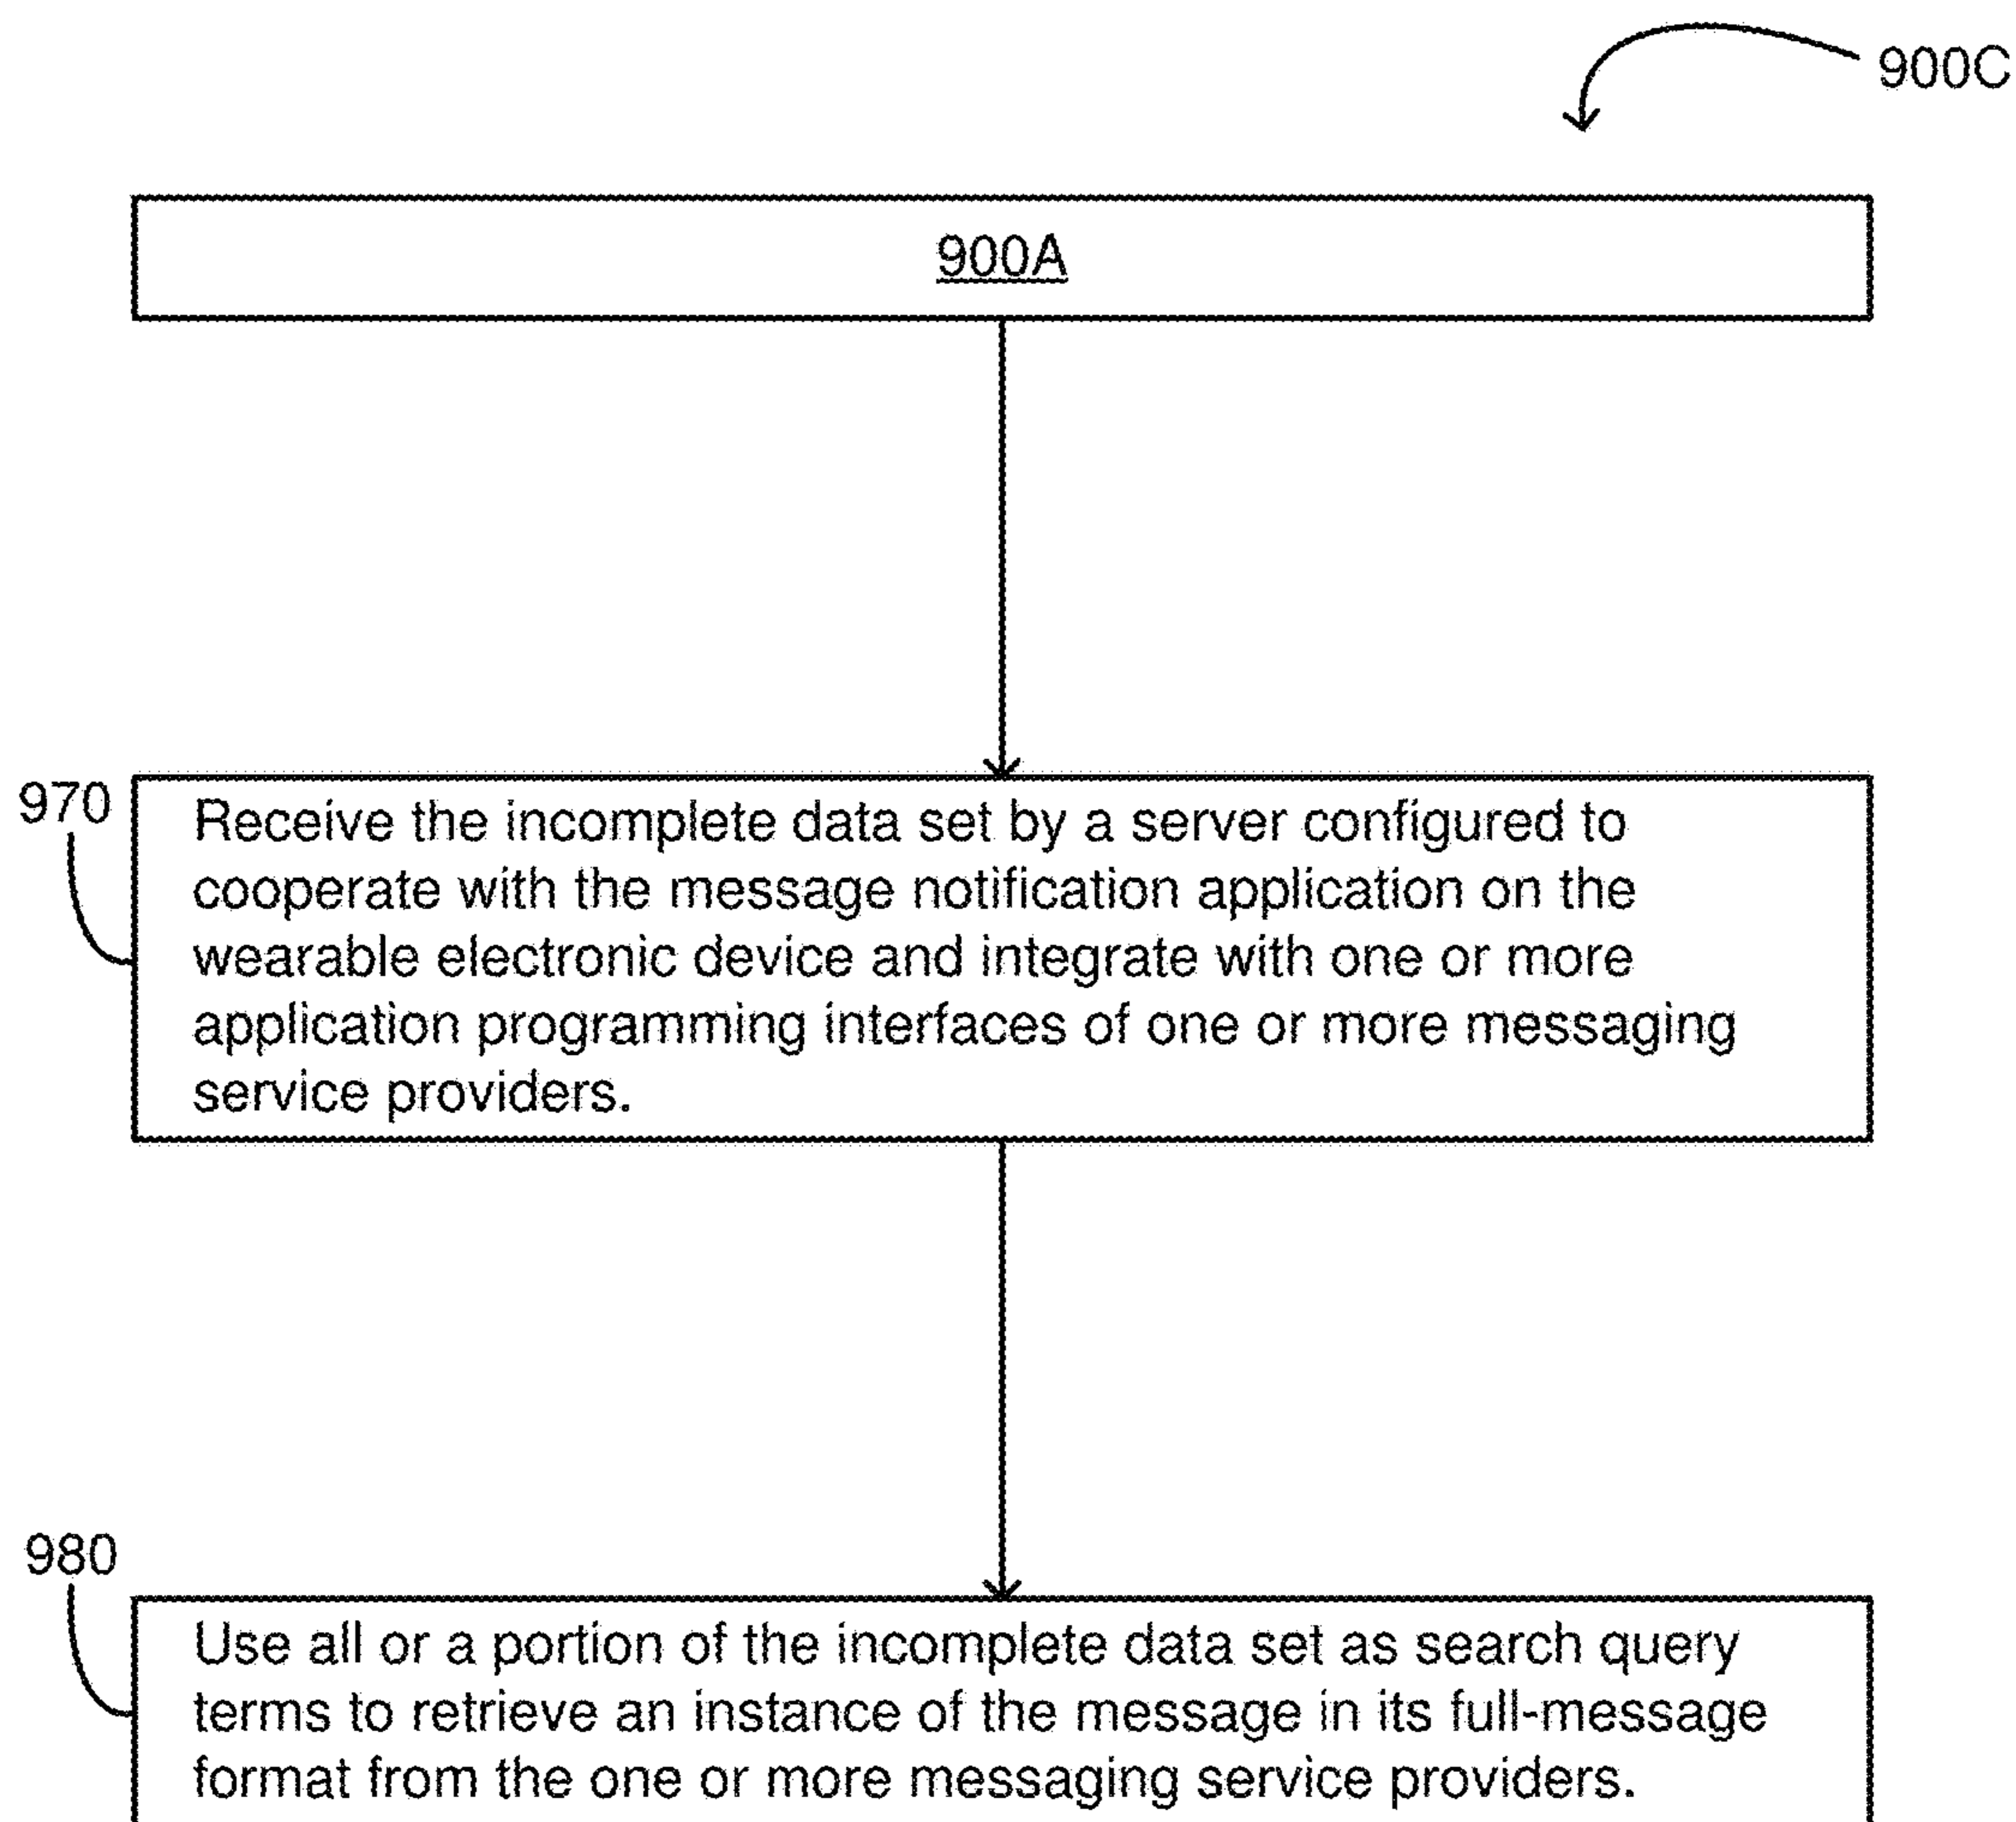 900C
900A
970
Receive the incomplete data set by a server configured to
cooperate with the message notification application on the
wearable electronic device and integrate with one or more
application programming interfaces of one or more messaging
service providers.
980
Use all or a portion of the incomplete data set as search query
terms to retrieve an instance of the message in its full-message
format from the one or more messaging service providers.